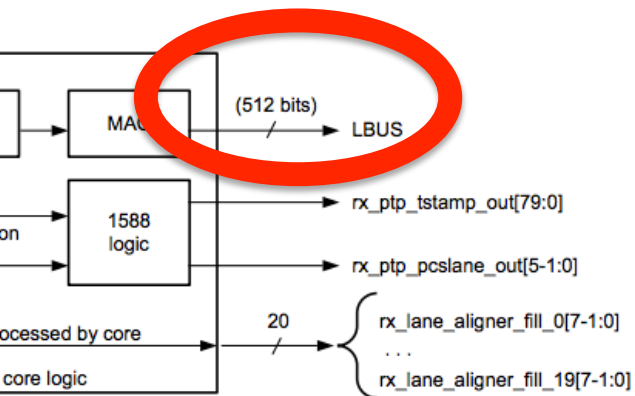 (512 bits)
MAC
LBUS
rx_ptp_tstamp_out[79:0]
1588
logic
on
rx_ptp_pcslane_out[5-1:0]
20
rx_lane_aligner_fill_0[7-1:0]
ocessed by core
. . .
core logic
rx_lane_aligner_fill_19[7-1:0]